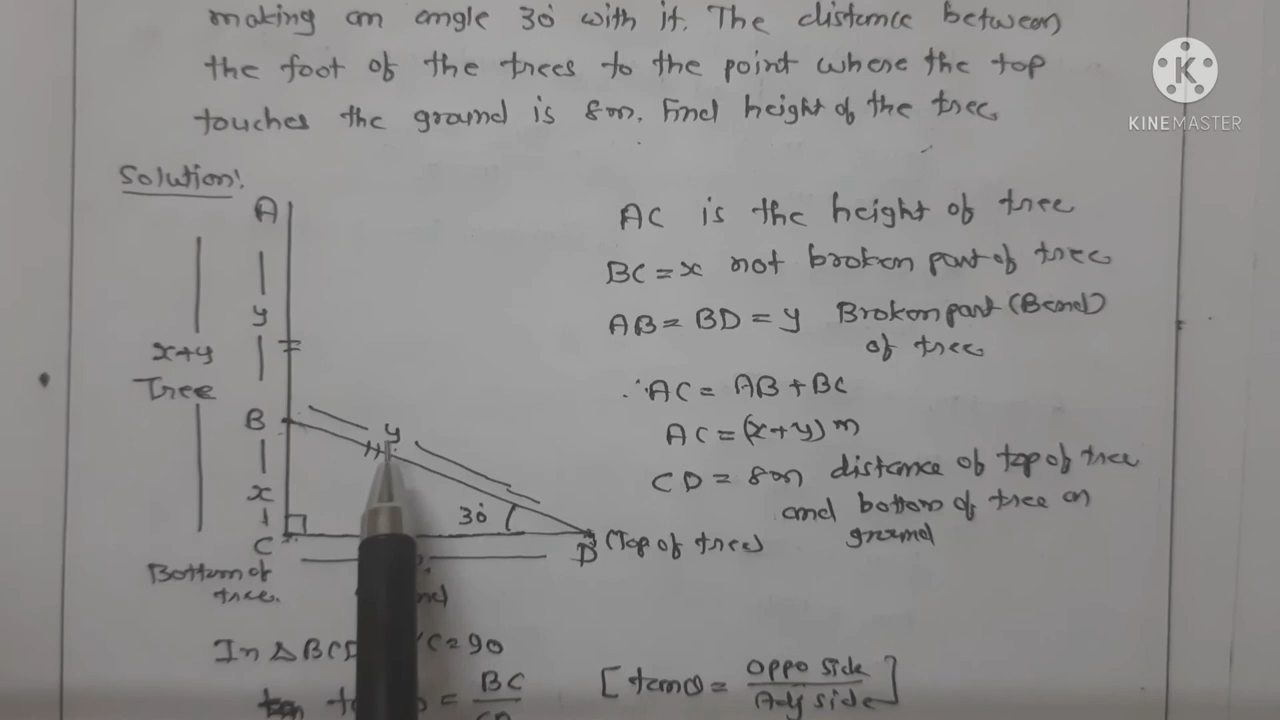 making an angle 30° with it. The distance between
the foot of the trees to the point where the top
touches the ground is 8m. Find height of the tree
KINEMASTER
Solution:
A
AC is the height of tree
BC = x not broken part of tree
y
AB = BD = y Broken part (Bend)
of tree
x+y
Tree
∴ AC = AB + BC
B
y
AC = (x+y) m
CD = 8m distance of top of tree
x
and bottom of tree on
30°
ground
C
D (Top of tree)
Bottom of
tree.
In △BCD C=90
= BC
[tanθ = Oppo side / Adj side]